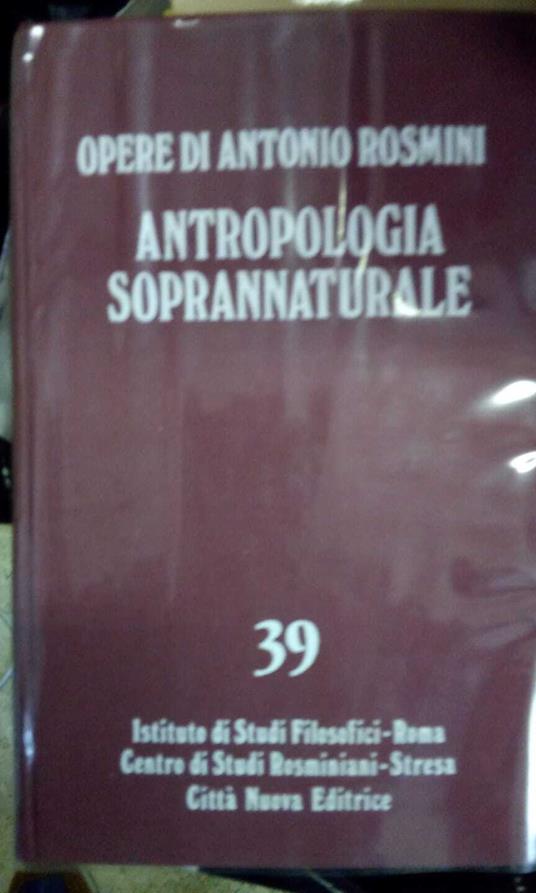 OPERE DI ANTONIO ROSMINI
ANTROPOLOGIA
SOPRANNATURALE
39
Istituto di Studi Filosofici-Roma
Centro di Studi Rosminiani-Stresa
Città Nuova Editrice